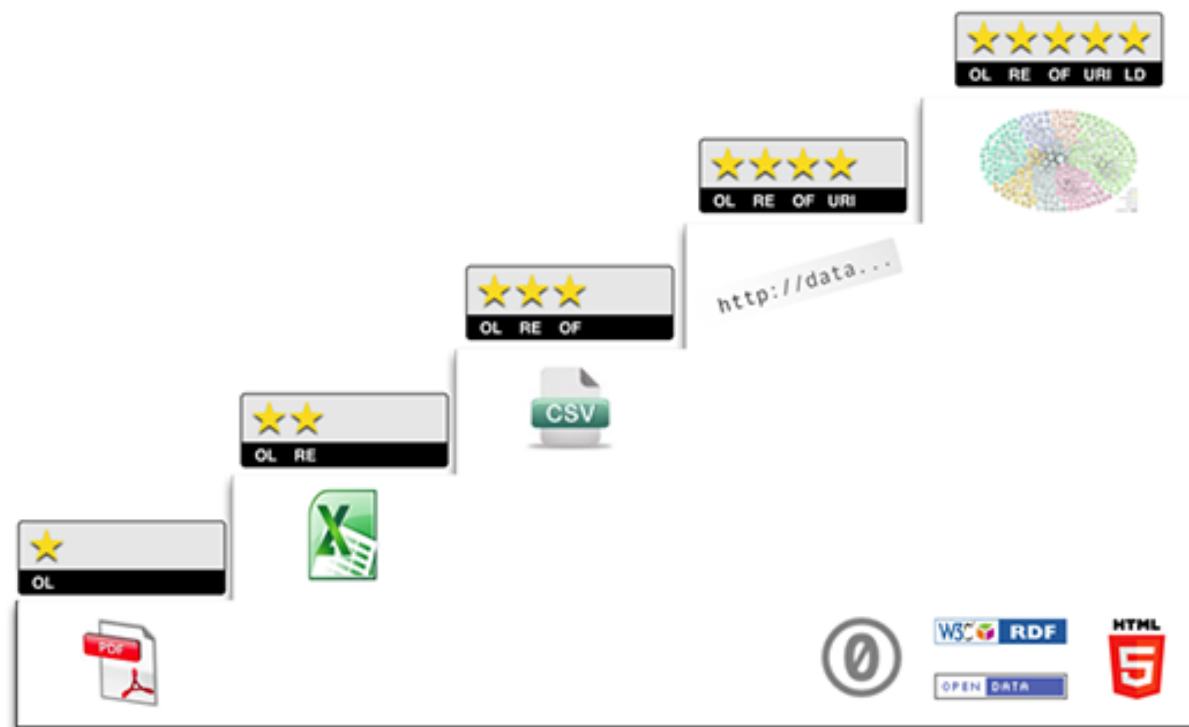 OL RE OF URI LD
OL RE OF URI
http://data...
OL RE OF
CSV
OL RE
X
OL
PDF
0
W3C RDF
OPEN DATA
HTML
5